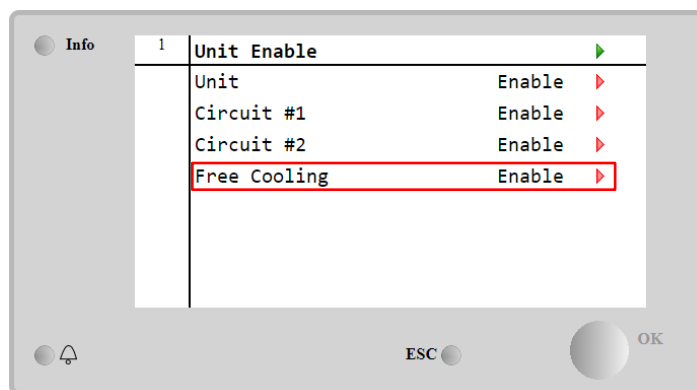 Info
1 Unit Enable
Unit Enable
Circuit #1 Enable
Circuit #2 Enable
Free Cooling Enable
OK
ESC